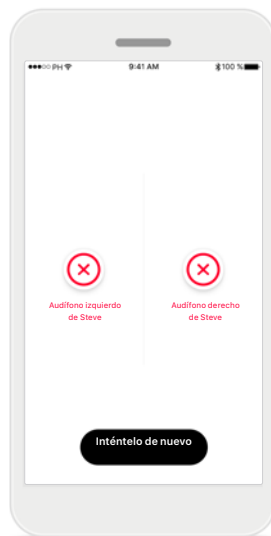 PH 9:41 AM 100 %
Audífono izquierdo
de Steve
Audífono derecho
de Steve
Inténtelo de nuevo